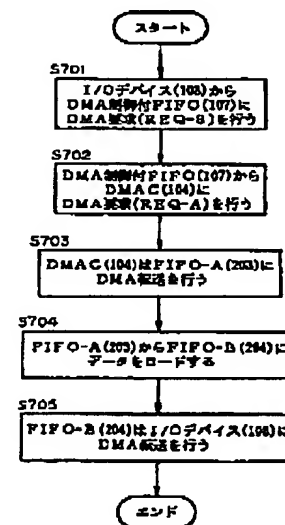 スタート
S701
I/Oデバイス(108)から
DMA制御付FIFO(107)に
DMA要求(REQ-B)を行う
S702
DMA制御付FIFO(107)から
DMAC(104)に
DMA要求(REQ-A)を行う
S703
DMAC(104)はFIFO-A(203)に
DMA転送を行う
S704
FIFO-A(203)からFIFO-B(204)に
データをロードする
S705
FIFO-B(204)はI/Oデバイス(108)に
DMA転送を行う
エンド